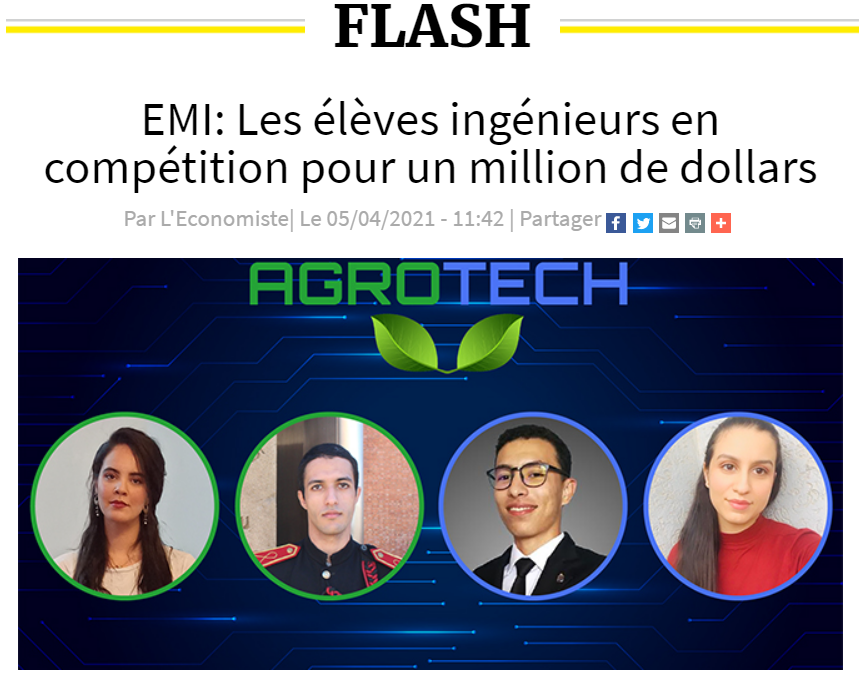 FLASH
EMI: Les élèves ingénieurs en
compétition pour un million de dollars
Par L'Economiste| Le 05/04/2021 - 11:42 | Partager
AGROTECH